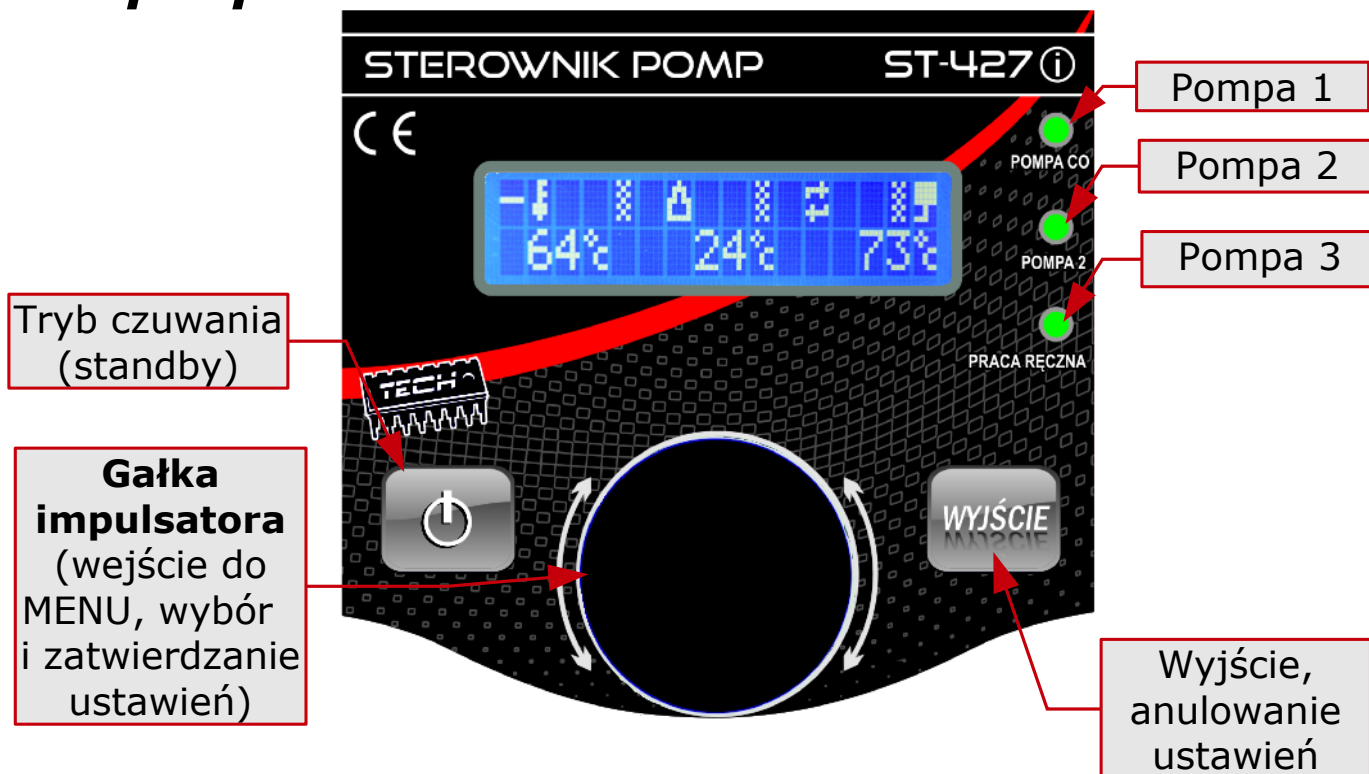 STEROWNIK POMP ST-427 i
CE
Pompa 1
POMPA CO
Pompa 2
64°C 24°C 73°C
POMPA 2
Pompa 3
PRACA RĘCZNA
Tryb czuwania
(standby)
TECH
Gałka
impulsatora
(wejście do
MENU, wybór
i zatwierdzanie
ustawień)
WYJŚCIE
Wyjście,
anulowanie
ustawień